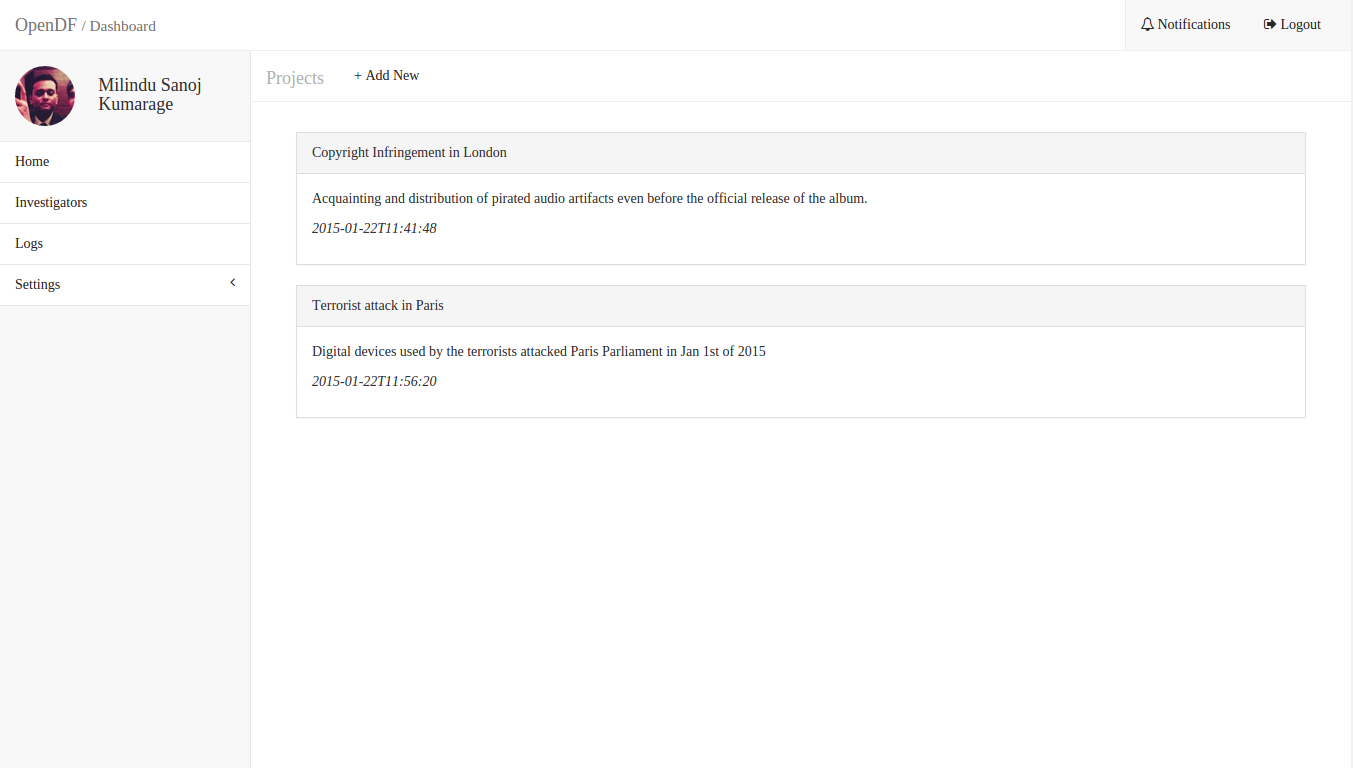 OpenDF / Dashboard
Notifications
Logout
Milindu Sanoj
Kumarage
Home
Investigators
Logs
Settings
Projects
+ Add New
Copyright Infringement in London
Acquainting and distribution of pirated audio artifacts even before the official release of the album.
2015-01-22T11:41:48
Terrorist attack in Paris
Digital devices used by the terrorists attacked Paris Parliament in Jan 1st of 2015
2015-01-22T11:56:20